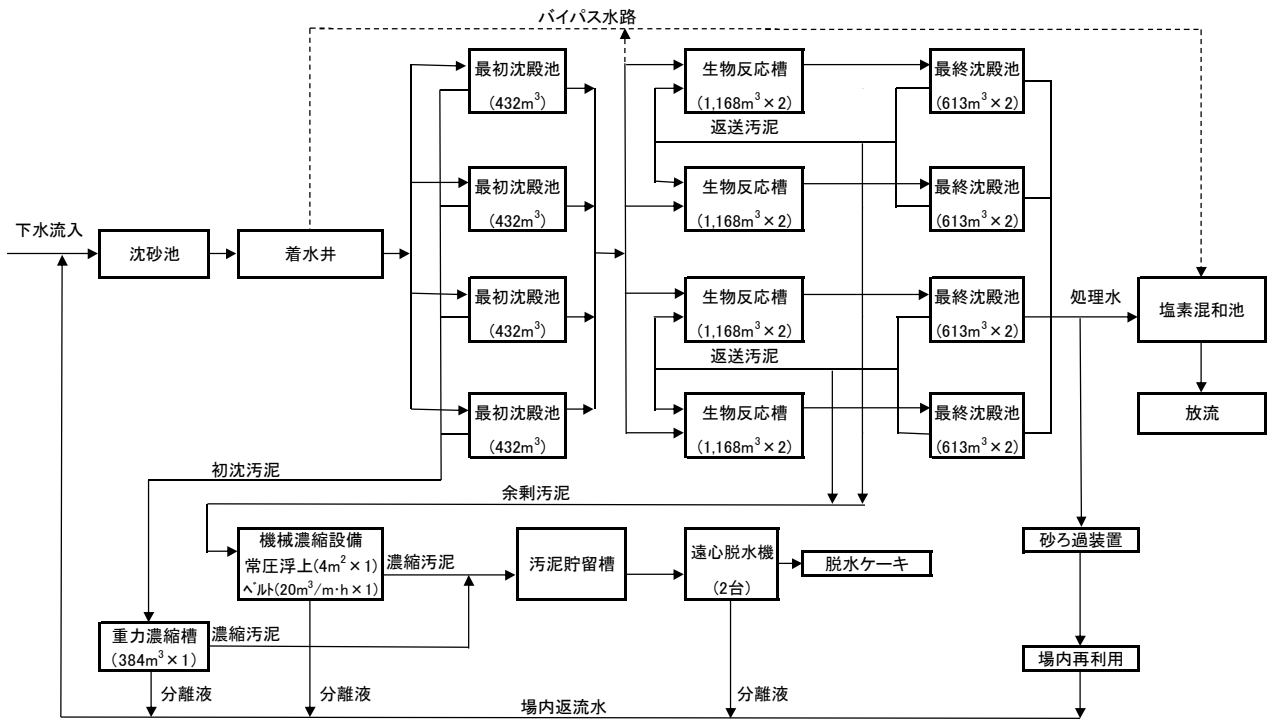 バイパス水路
最初沈殿池
(432m³)
生物反応槽
(1,168m³×2)
最終沈殿池
(613m³×2)
返送汚泥
最初沈殿池
(432m³)
生物反応槽
(1,168m³×2)
最終沈殿池
(613m³×2)
下水流入
沈砂池
着水井
最初沈殿池
(432m³)
生物反応槽
(1,168m³×2)
最終沈殿池
(613m³×2)
処理水
塩素混和池
返送汚泥
最初沈殿池
(432m³)
生物反応槽
(1,168m³×2)
最終沈殿池
(613m³×2)
放流
初沈汚泥
余剰汚泥
機械濃縮設備
常圧浮上(4m²×1)
ベルト(20m³/m・h×1)
濃縮汚泥
汚泥貯留槽
遠心脱水機
(2台)
脱水ケーキ
砂ろ過装置
重力濃縮槽
(384m³×1)
濃縮汚泥
場内再利用
分離液
分離液
分離液
場内返流水